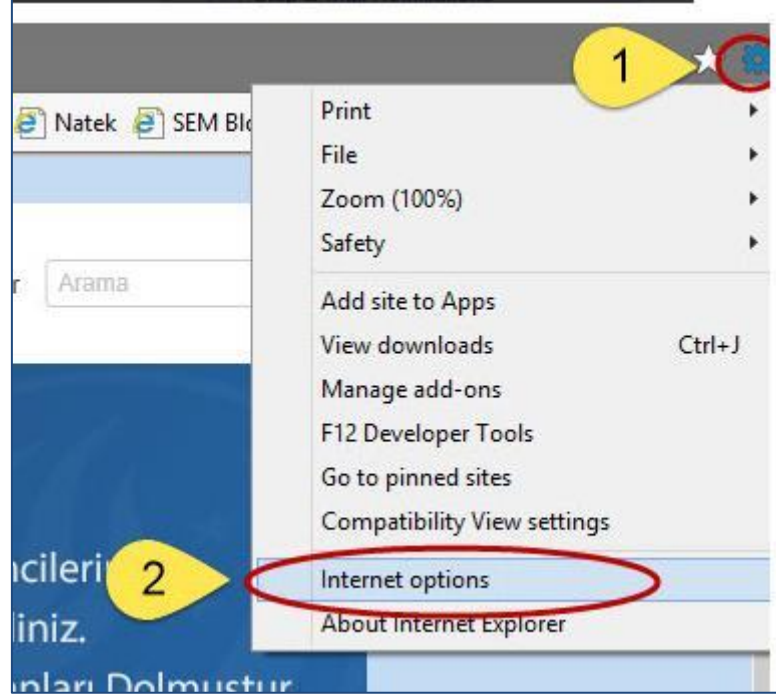 1
Natek SEM Blo
Print
File
Zoom (100%)
Safety
r Arama
Add site to Apps
View downloads Ctrl+J
Manage add-ons
F12 Developer Tools
Go to pinned sites
Compatibility View settings
ncileri
2
Internet options
liniz.
About Internet Explorer
nları Dolmuştur